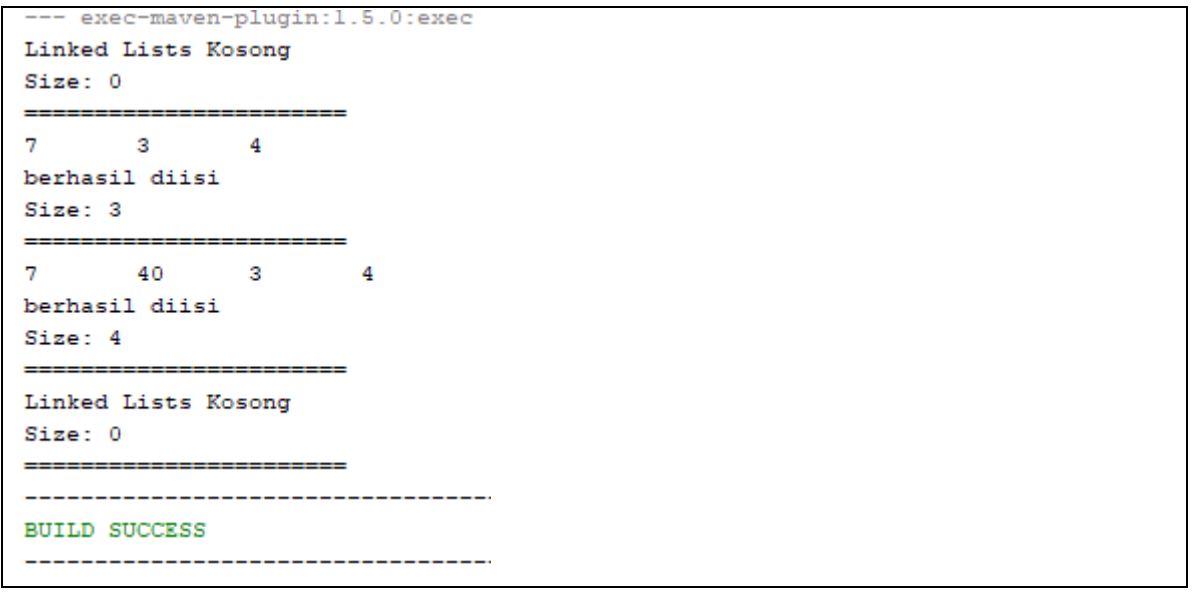 --- exec-maven-plugin:1.5.0:exec
Linked Lists Kosong
Size: 0
=======================
7       3       4
berhasil diisi
Size: 3
=======================
7       40      3       4
berhasil diisi
Size: 4
=======================
Linked Lists Kosong
Size: 0
=======================
---------------------------------
BUILD SUCCESS
---------------------------------